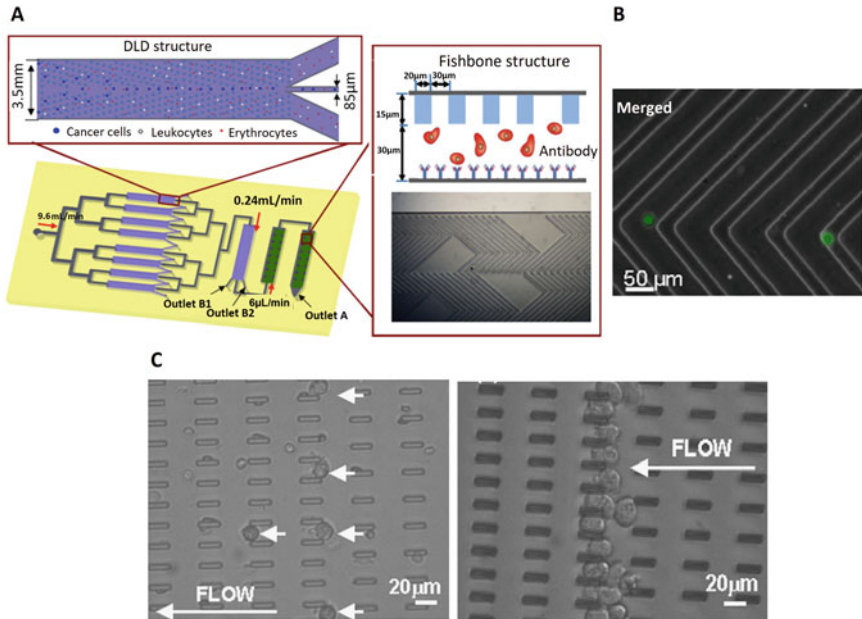 A
DLD structure
3.5mm
85μm
Cancer cells
Leukocytes
Erythrocytes
Fishbone structure
20μm
30μm
15μm
30μm
Antibody
9.6mL/min
0.24mL/min
Outlet B1
Outlet B2
6μL/min
Outlet A
B
Merged
50 μm
C
FLOW
20μm
FLOW
20μm